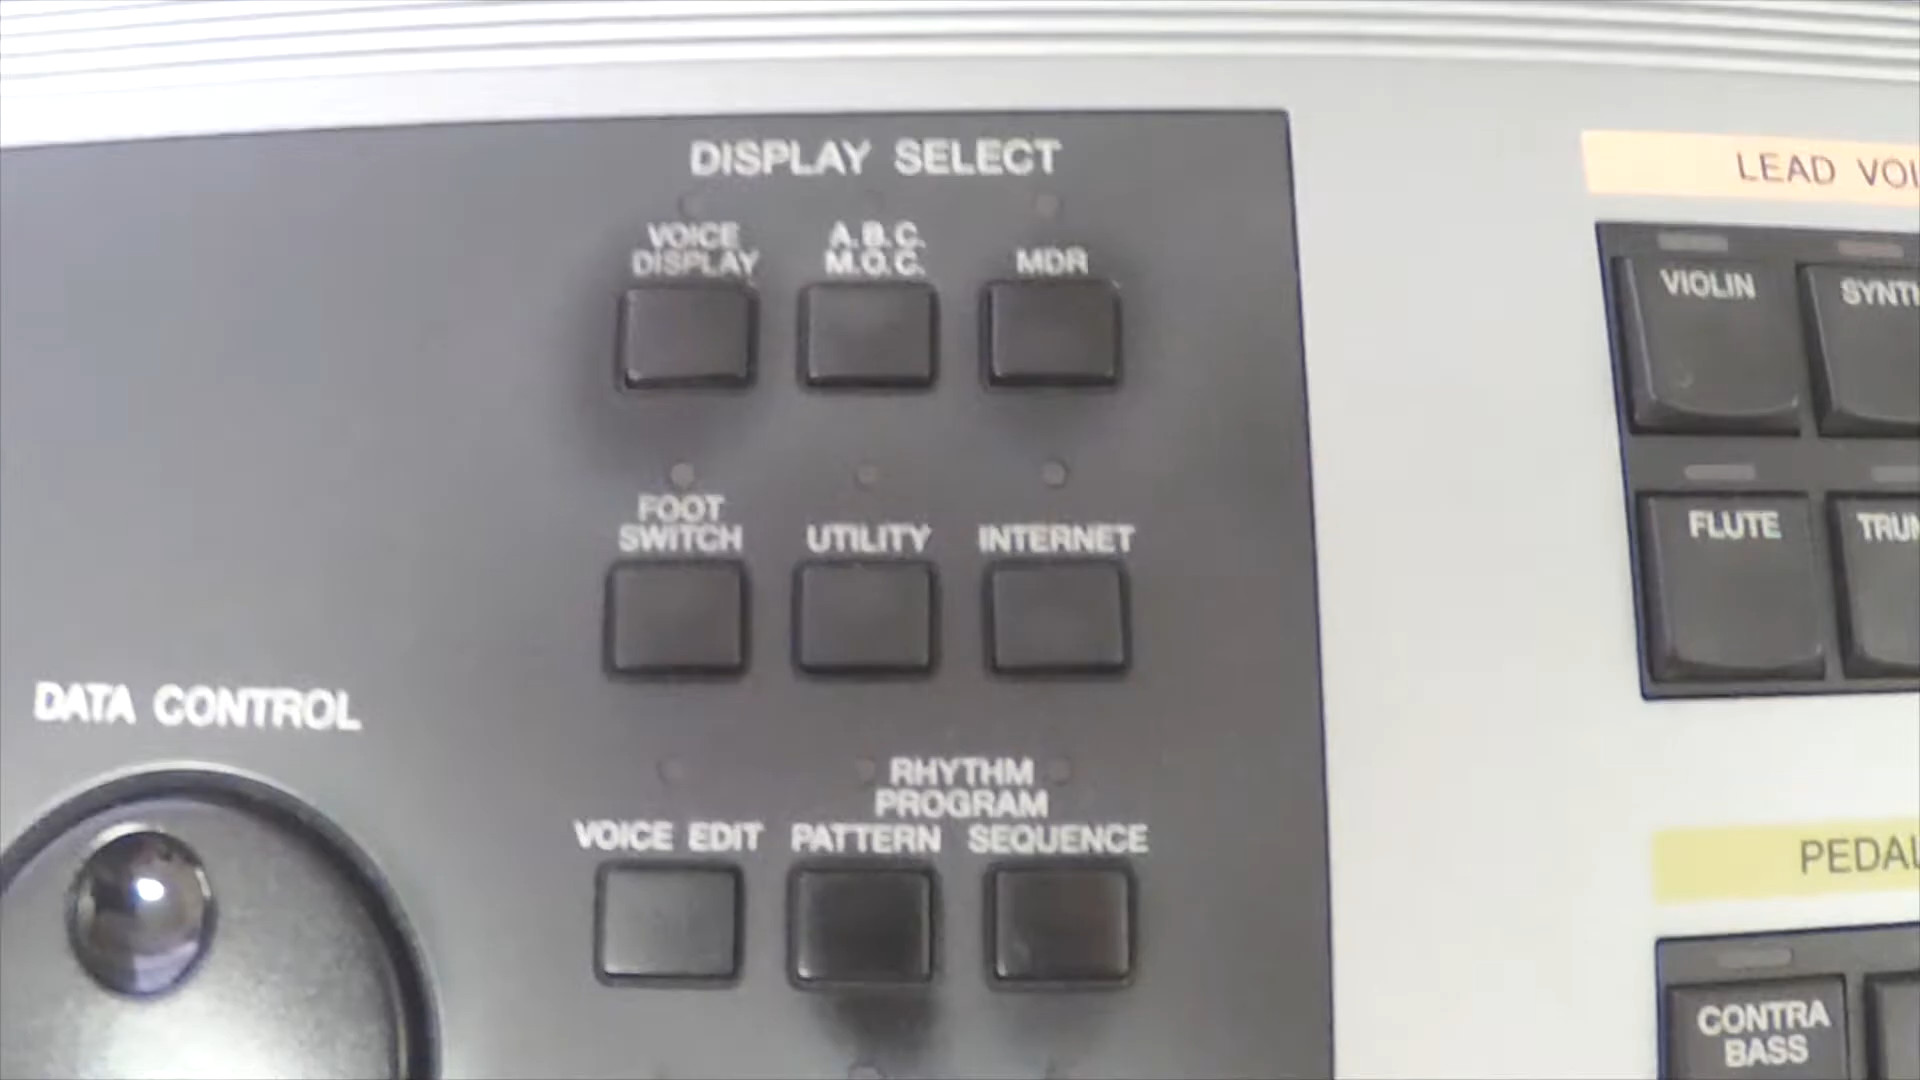 DISPLAY SELECT
VOICE
DISPLAY
A.B.C.
M.O.C.
MDR
FOOT
SWITCH
UTILITY
INTERNET
DATA CONTROL
RHYTHM
PROGRAM
VOICE EDIT
PATTERN
SEQUENCE
LEAD
VIOLIN
FLUTE
CONTRA
BASS